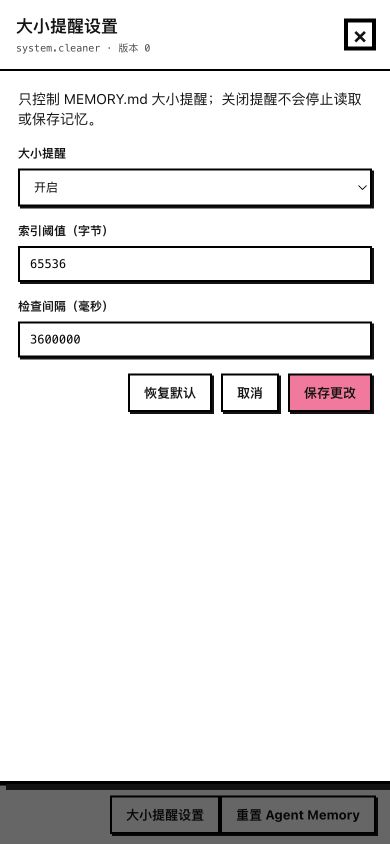 大小提醒设置
system.cleaner · 版本 0
×
只控制 MEMORY.md 大小提醒；关闭提醒不会停止读取
或保存记忆。
大小提醒
开启
索引阈值（字节）
65536
检查间隔（毫秒）
3600000
恢复默认 取消 保存更改
大小提醒设置 重置 Agent Memory